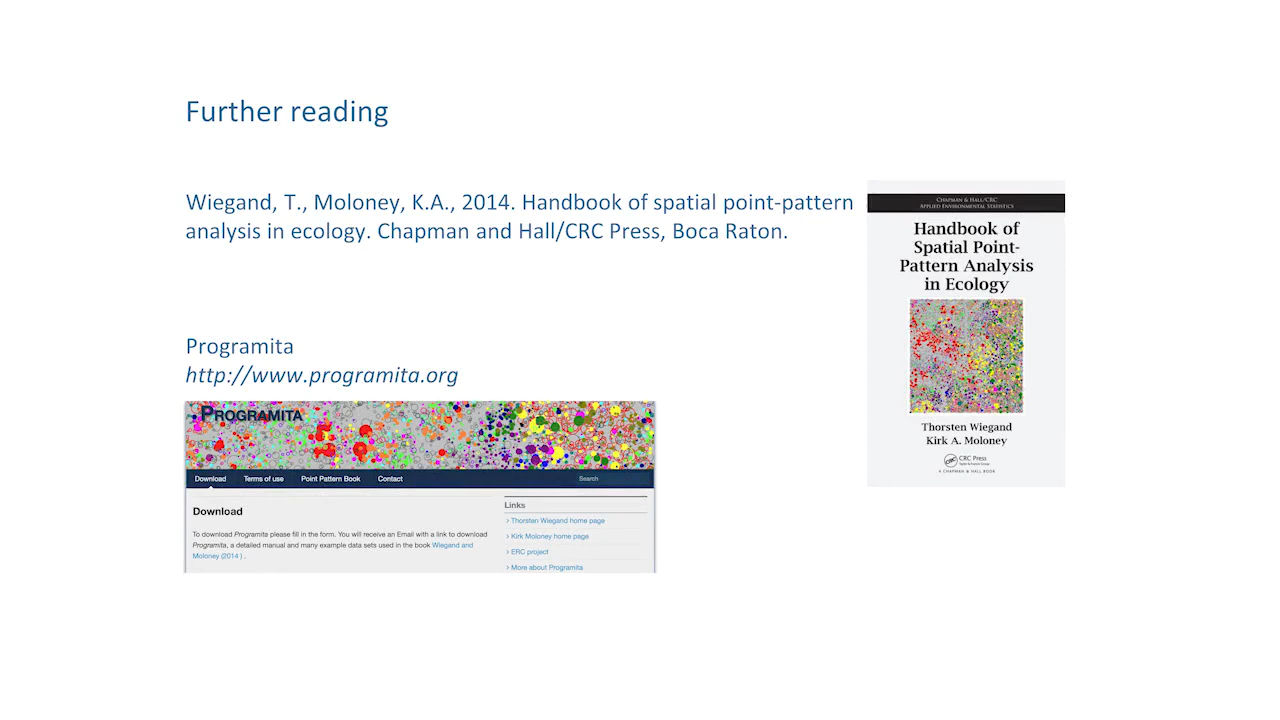 Further reading
Wiegand, T., Moloney, K.A., 2014. Handbook of spatial point-pattern
analysis in ecology. Chapman and Hall/CRC Press, Boca Raton.
CHAPMAN & HALL/CRC
APPLIED ENVIRONMENTAL STATISTICS
Handbook of
Spatial Point-
Pattern Analysis
in Ecology
Thorsten Wiegand
Kirk A. Moloney
CRC
CRC Press
Taylor & Francis Group
A CHAPMAN & HALL BOOK
Programita
http://www.programita.org
PROGRAMITA
Download Terms of use Point Pattern Book Contact Search
Download
To download Programita please fill in the form. You will receive an Email with a link to download
Programita, a detailed manual and many example data sets used in the book Wiegand and
Moloney (2014 ) .
Links
> Thorsten Wiegand home page
> Kirk Moloney home page
> ERC project
> More about Programita